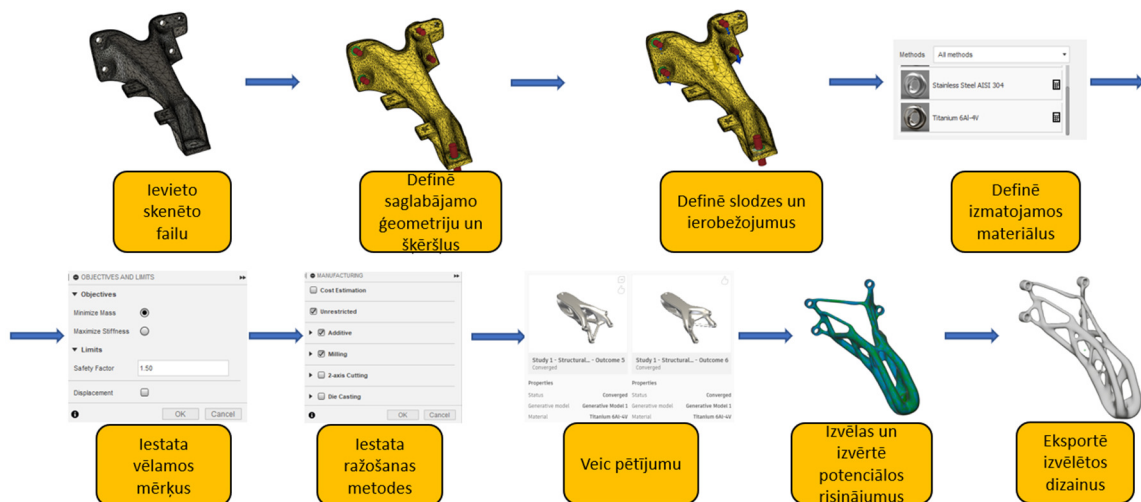 Methods
All methods
Stainless Steel AISI 304
Titanium 6Al-4V
Ievieto
skenēto
failu
Definē
saglabājamo
ģeometriju un
šķēršļus
Definē slodzes un
ierobežojumus
Definē
izmatojamos
materiālus
OBJECTIVES AND LIMITS
Objectives
Minimize Mass
Maximize Stiffness
Limits
Safety Factor
1.50
Displacement
OK
Cancel
Iestata
vēlamos
mērķus
MANUFACTURING
Cost Estimation
Unrestricted
Additive
Milling
2-axis Cutting
Die Casting
OK
Cancel
Iestata
ražošanas
metodes
Study 1 - Structural... - Outcome 5
Converged
Properties
Status Converged
Generative model Generative Model 1
Material Titanium 6Al-4V
Study 1 - Structural... - Outcome 6
Converged
Properties
Status Converged
Generative model Generative Model 1
Material Titanium 6Al-4V
Veic pētījumu
Izvēlas un
izvērtē
potenciālos
risinājumus
Eksportē
izvēlētos
dizainus